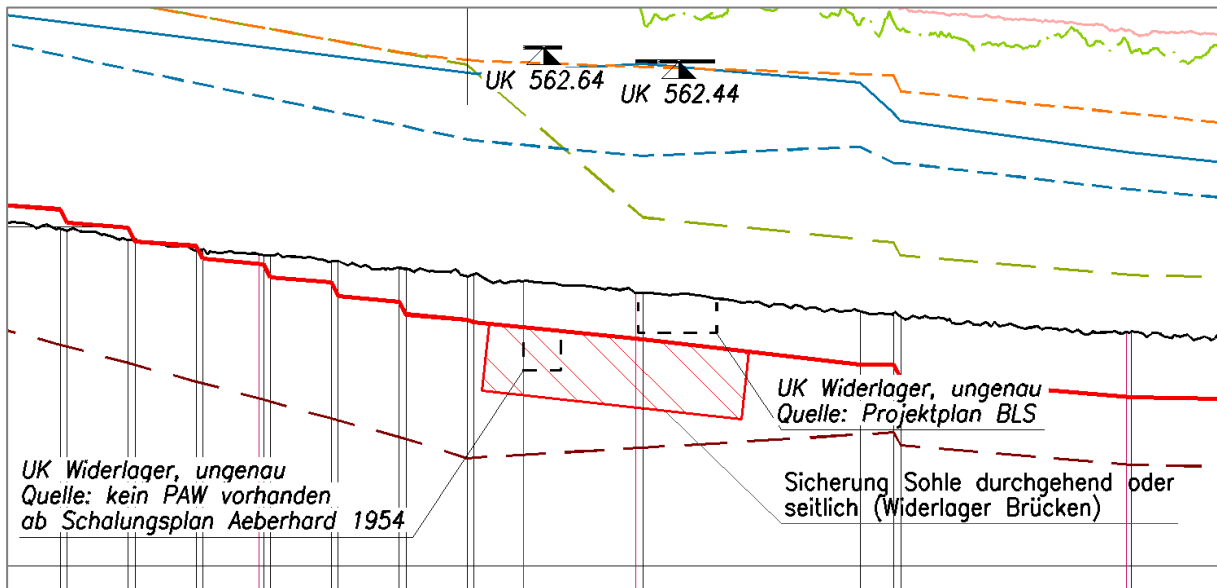 UK 562.64
UK 562.44
UK Widerlager, ungenau
Quelle: Projektplan BLS
UK Widerlager, ungenau
Quelle: kein PAW vorhanden
ab Schalungsplan Aeberhard 1954
Sicherung Sohle durchgehend oder
seitlich (Widerlager Brücken)